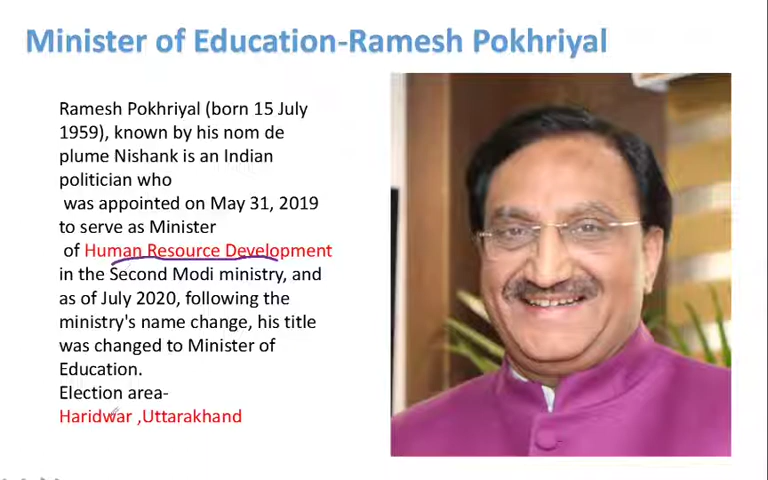 Minister of Education-Ramesh Pokhriyal
Ramesh Pokhriyal (born 15 July
1959), known by his nom de
plume Nishank is an Indian
politician who
was appointed on May 31, 2019
to serve as Minister
of Human Resource Development
in the Second Modi ministry, and
as of July 2020, following the
ministry's name change, his title
was changed to Minister of
Education.
Election area-
Haridwar ,Uttarakhand